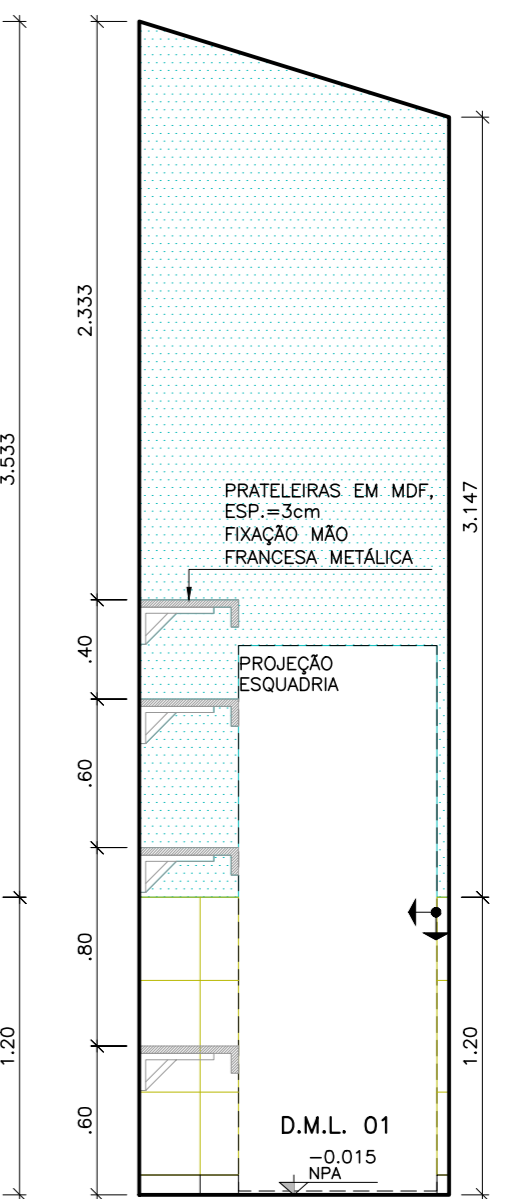 3.533
2.333
3.147
PRATELEIRAS EM MDF,
ESP.=3cm
FIXAÇÃO MÃO
FRANCESA METÁLICA
.40
PROJEÇÃO
ESQUADRIA
.60
.80
1.20
1.20
.60
D.M.L. 01
-0.015
NPA